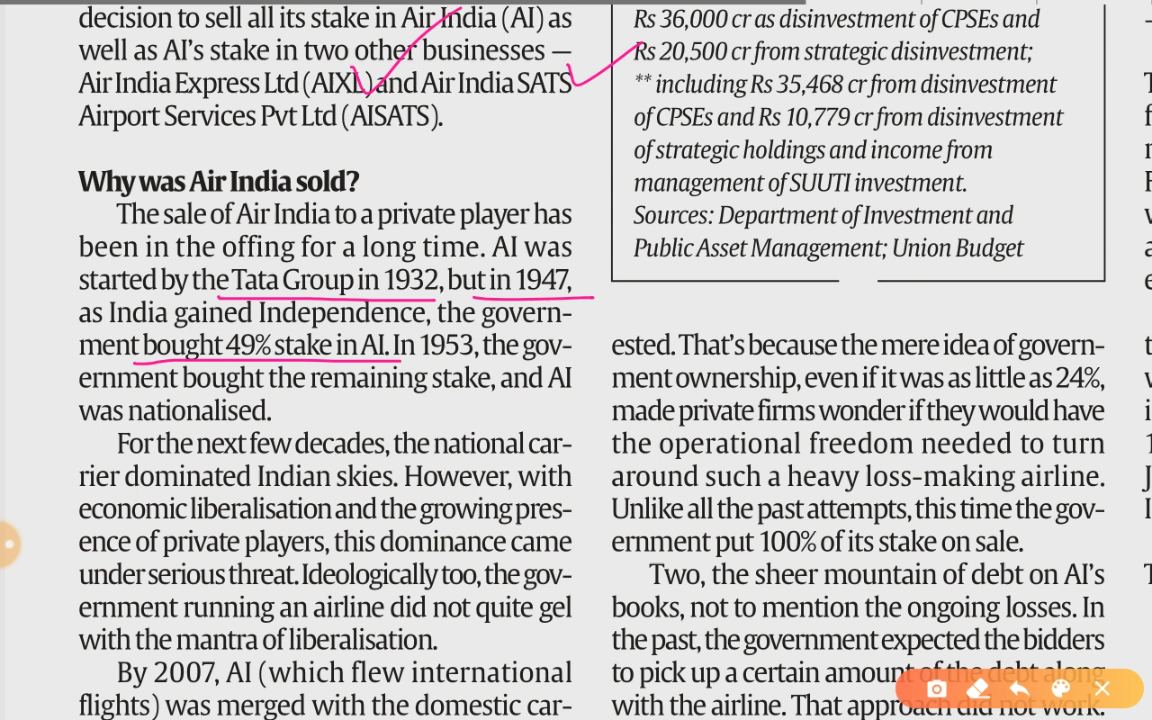 decision to sell all its stake in Air India (AI) as
well as AI's stake in two other businesses —
Air India Express Ltd (AIXL) and Air India SATS
Airport Services Pvt Ltd (AISATS).
Why was Air India sold?
The sale of Air India to a private player has
been in the offing for a long time. AI was
started by the Tata Group in 1932, but in 1947,
as India gained Independence, the govern-
ment bought 49% stake in AI. In 1953, the gov-
ernment bought the remaining stake, and AI
was nationalised.
For the next few decades, the national car-
rier dominated Indian skies. However, with
economic liberalisation and the growing pres-
ence of private players, this dominance came
under serious threat. Ideologically too, the gov-
ernment running an airline did not quite gel
with the mantra of liberalisation.
By 2007, AI (which flew international
flights) was merged with the domestic car-
Rs 36,000 cr as disinvestment of CPSEs and
Rs 20,500 cr from strategic disinvestment;
** including Rs 35,468 cr from disinvestment
of CPSEs and Rs 10,779 cr from disinvestment
of strategic holdings and income from
management of SUUTI investment.
Sources: Department of Investment and
Public Asset Management; Union Budget
ested. That's because the mere idea of govern-
ment ownership, even if it was as little as 24%,
made private firms wonder if they would have
the operational freedom needed to turn
around such a heavy loss-making airline.
Unlike all the past attempts, this time the gov-
ernment put 100% of its stake on sale.
Two, the sheer mountain of debt on AI's
books, not to mention the ongoing losses. In
the past, the government expected the bidders
to pick up a certain amount of the debt along
with the airline. That approach did not work.